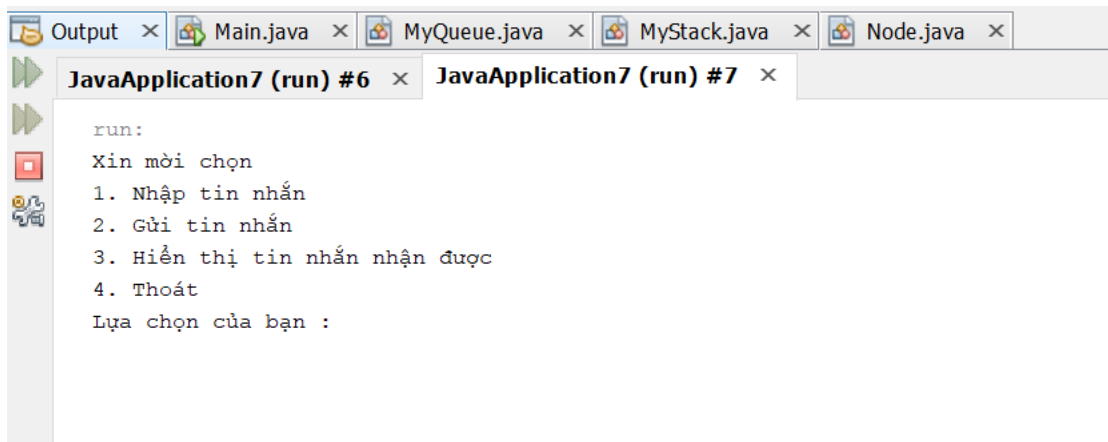 Output Main.java MyQueue.java MyStack.java Node.java
JavaApplication7 (run) #6 JavaApplication7 (run) #7
run:
Xin mời chọn
1. Nhập tin nhắn
2. Gửi tin nhắn
3. Hiển thị tin nhắn nhận được
4. Thoát
Lựa chọn của bạn :